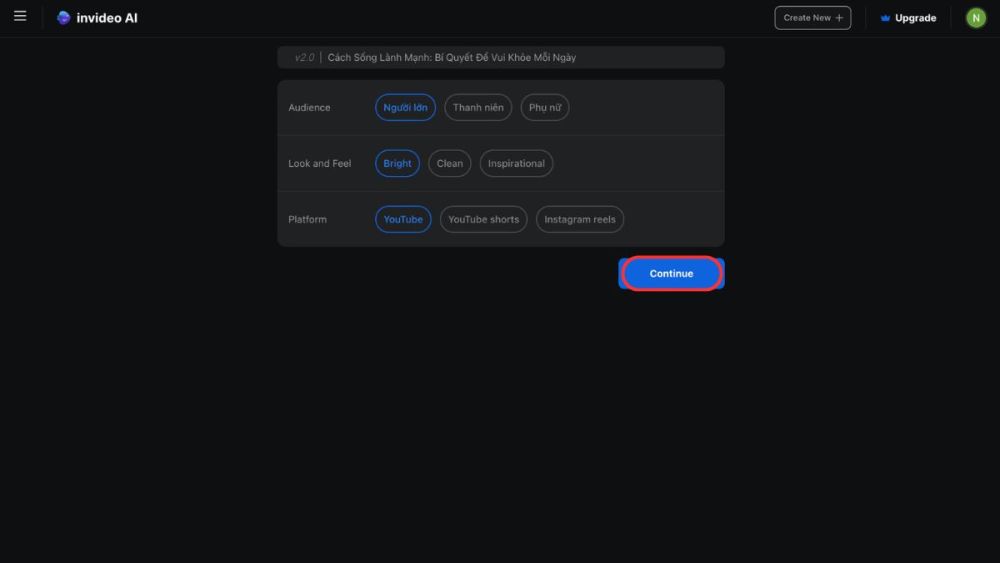 invideo AI
Create New +
Upgrade
N
v2.0 | Cách Sống Lành Mạnh: Bí Quyết Để Vui Khỏe Mỗi Ngày
Audience Người lớn Thanh niên Phụ nữ
Look and Feel Bright Clean Inspirational
Platform YouTube YouTube shorts Instagram reels
Continue